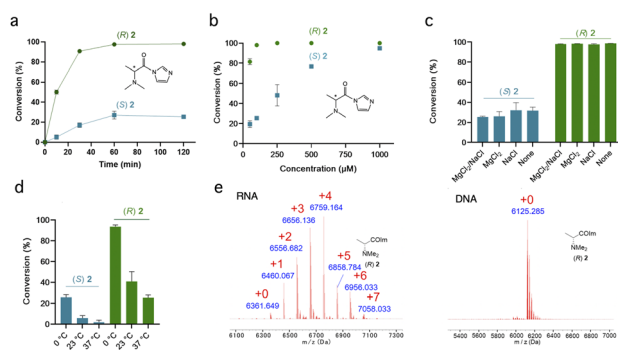 a
Conversion (%)
100
80
60
40
20
0
0 30 60 90 120
Time (min)
(R) 2
(S) 2
O
*
N
N
N
b
Conversion (%)
120
100
80
60
40
20
0
0 250 500 750 1000
Concentration (µM)
(R) 2
(S) 2
O
*
N
N
N
c
Conversion (%)
100
80
60
40
20
0
(R) 2
(S) 2
MgCl₂/NaCl
MgCl₂
NaCl
None
MgCl₂/NaCl
MgCl₂
NaCl
None
d
Conversion (%)
100
80
60
40
20
0
(R) 2
(S) 2
0 °C
23 °C
37 °C
0 °C
23 °C
37 °C
e
RNA
+0
6361.649
+1
6460.067
+2
6556.682
+3
6656.136
+4
6759.164
+5
6858.784
+6
6956.033
+7
7058.033
COIm
NMe₂
(R) 2
6100 6300 6500 6700 6900 7100 7300
m/z (Da)
DNA
+0
6125.285
COIm
NMe₂
(R) 2
5400 5600 5800 6000 6200 6400 6600 6800 7000
m/z (Da)